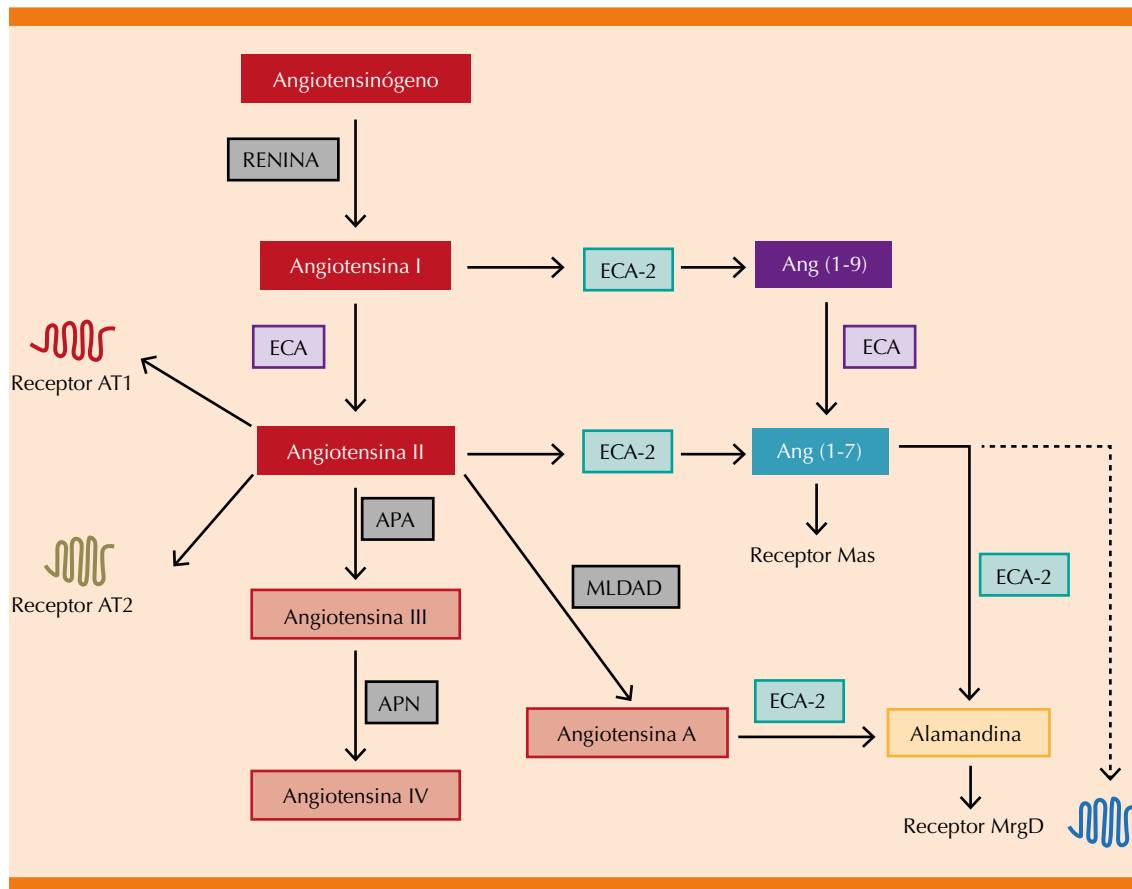 Angiotensinógeno
RENINA
Angiotensina I
ECA-2
Ang (1-9)
ECA
ECA
Receptor AT1
Angiotensina II
ECA-2
Ang (1-7)
APA
Receptor Mas
ECA-2
MLDAD
Receptor AT2
Angiotensina III
APN
ECA-2
Angiotensina A
Alamandina
Angiotensina IV
Receptor MrgD